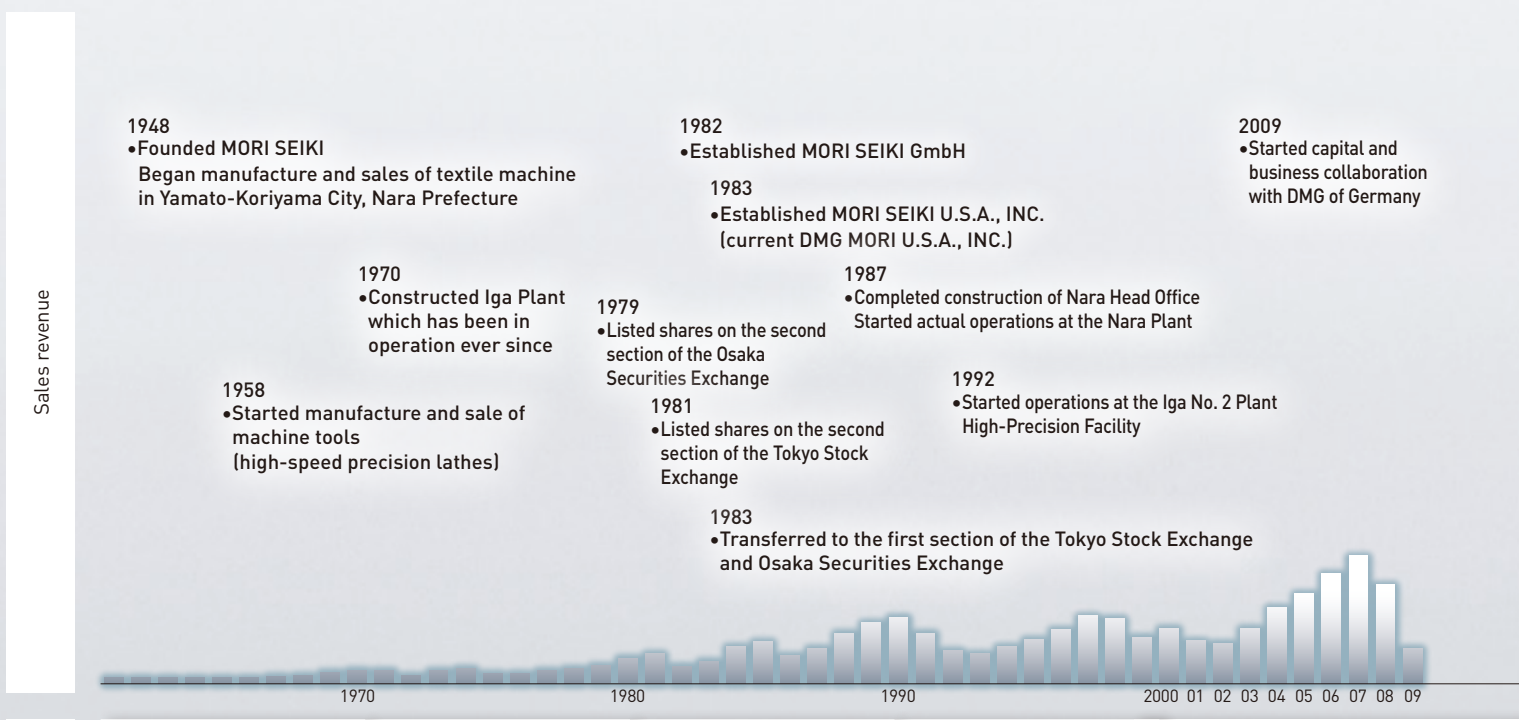 Sales revenue
1948
•Founded MORI SEIKI
Began manufacture and sales of textile machine
in Yamato-Koriyama City, Nara Prefecture
1958
•Started manufacture and sale of
machine tools
(high-speed precision lathes)
1970
•Constructed Iga Plant
which has been in
operation ever since
1979
•Listed shares on the second
section of the Osaka
Securities Exchange
1981
•Listed shares on the second
section of the Tokyo Stock
Exchange
1982
•Established MORI SEIKI GmbH
1983
•Established MORI SEIKI U.S.A., INC.
(current DMG MORI U.S.A., INC.)
1983
•Transferred to the first section of the Tokyo Stock Exchange
and Osaka Securities Exchange
1987
•Completed construction of Nara Head Office
Started actual operations at the Nara Plant
1992
•Started operations at the Iga No. 2 Plant
High-Precision Facility
2009
•Started capital and
business collaboration
with DMG of Germany
1970 1980 1990 2000 01 02 03 04 05 06 07 08 09